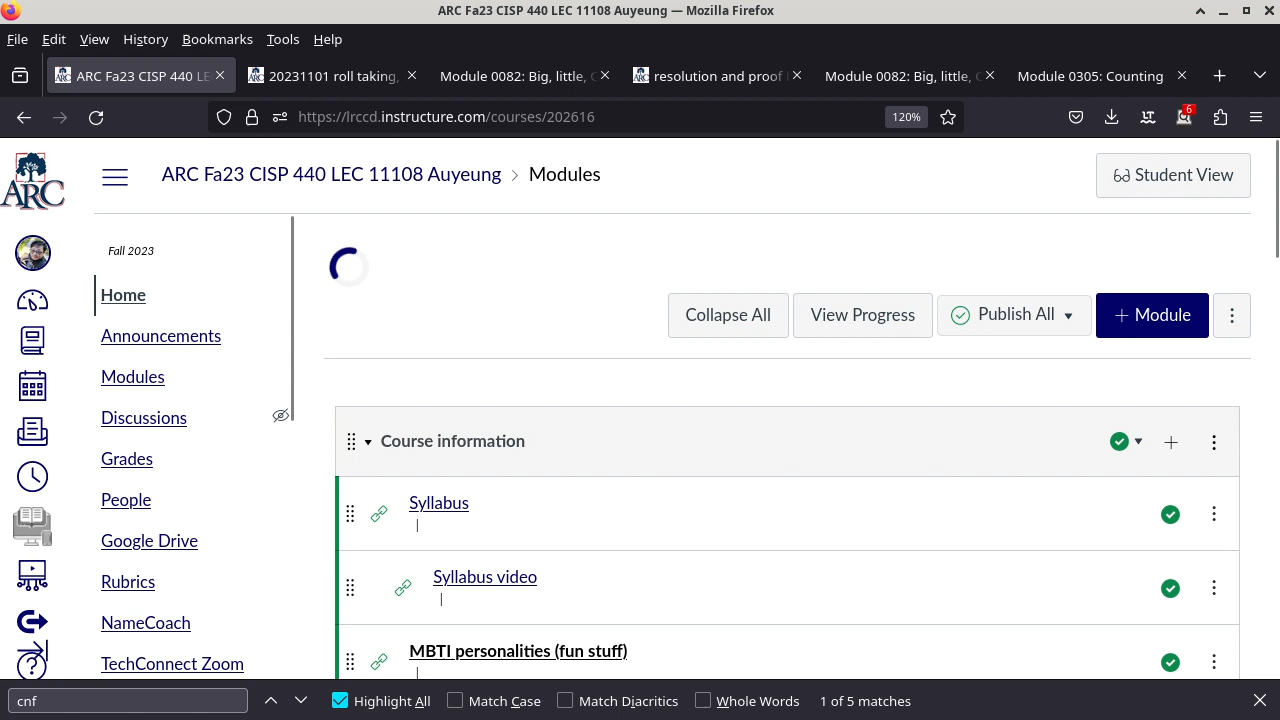 ARC Fa23 CISP 440 LEC 11108 Auyeung — Mozilla Firefox
File Edit View History Bookmarks Tools Help
ARC Fa23 CISP 440 LE
20231101 roll taking,
Module 0082: Big, little,
resolution and proof
Module 0082: Big, little,
Module 0305: Counting
https://lrccd.instructure.com/courses/202616
120%
6
ARC
ARC Fa23 CISP 440 LEC 11108 Auyeung > Modules
Student View
Fall 2023
Home
Announcements
Modules
Discussions
Grades
People
Google Drive
Rubrics
NameCoach
TechConnect Zoom
Collapse All
View Progress
Publish All
+ Module
Course information
Syllabus
|
Syllabus video
|
MBTI personalities (fun stuff)
|
cnf
Highlight All
Match Case
Match Diacritics
Whole Words
1 of 5 matches